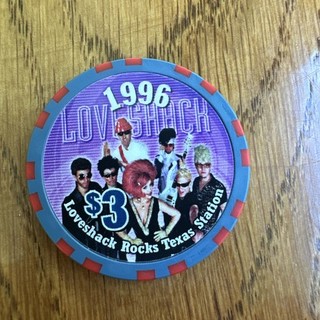 1996
LOVESHACK
$3
Loveshack Rocks Texas Station